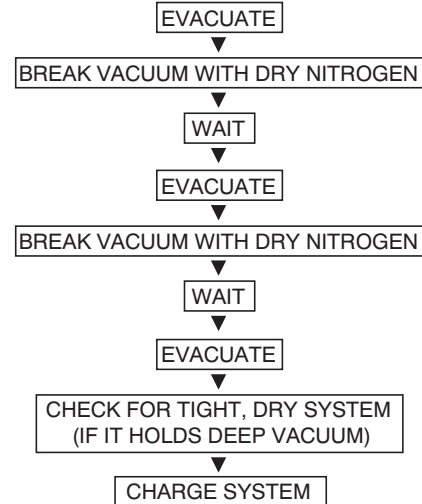 EVACUATE
BREAK VACUUM WITH DRY NITROGEN
WAIT
EVACUATE
BREAK VACUUM WITH DRY NITROGEN
WAIT
EVACUATE
CHECK FOR TIGHT, DRY SYSTEM
(IF IT HOLDS DEEP VACUUM)
CHARGE SYSTEM